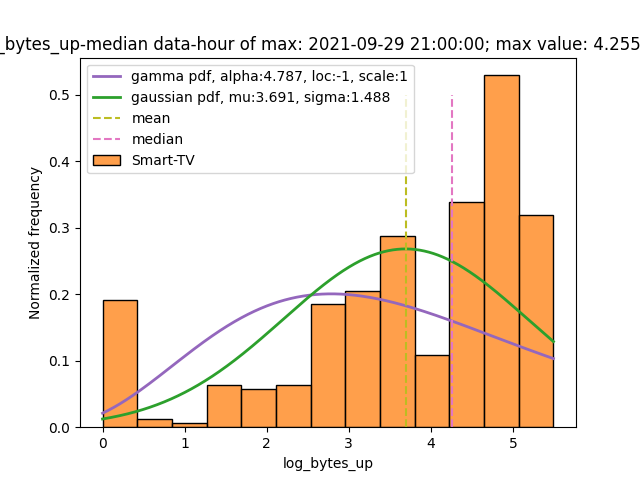 _bytes_up-median data-hour of max: 2021-09-29 21:00:00; max value: 4.255
gamma pdf, alpha:4.787, loc:-1, scale:1
gaussian pdf, mu:3.691, sigma:1.488
mean
median
Smart-TV
Normalized frequency
0.5
0.4
0.3
0.2
0.1
0.0
0 1 2 3 4 5
log_bytes_up